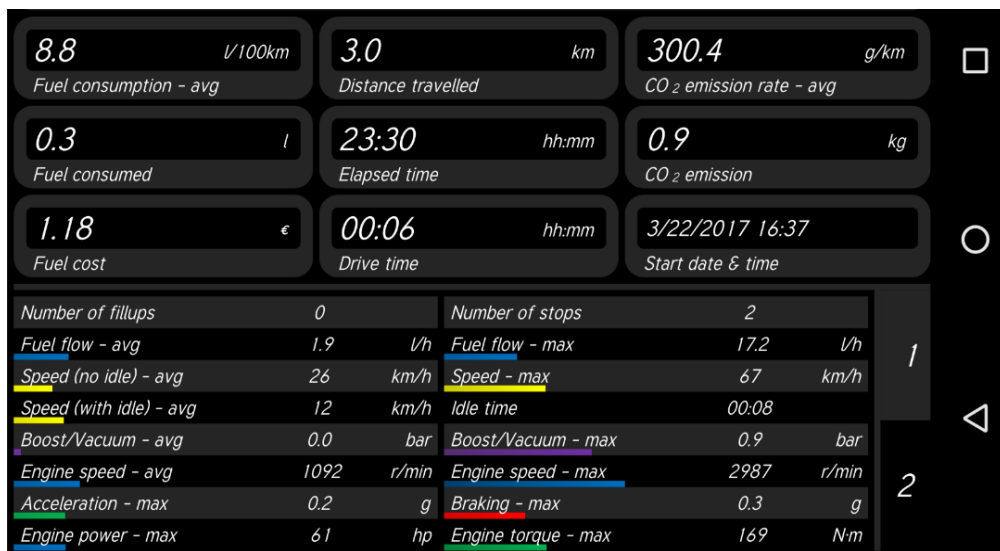 8.8 l/100km 3.0 km 300.4 g/km
Fuel consumption - avg Distance travelled CO 2 emission rate - avg
0.3 l 23:30 hh:mm 0.9 kg
Fuel consumed Elapsed time CO 2 emission
1.18 € 00:06 hh:mm 3/22/2017 16:37
Fuel cost Drive time Start date & time
Number of fillups 0 Number of stops 2
Fuel flow - avg 1.9 l/h Fuel flow - max 17.2 l/h
1
Speed (no idle) - avg 26 km/h Speed - max 67 km/h
Speed (with idle) - avg 12 km/h Idle time 00:08
Boost/Vacuum - avg 0.0 bar Boost/Vacuum - max 0.9 bar
Engine speed - avg 1092 r/min Engine speed - max 2987 r/min
2
Acceleration - max 0.2 g Braking - max 0.3 g
Engine power - max 61 hp Engine torque - max 169 N·m